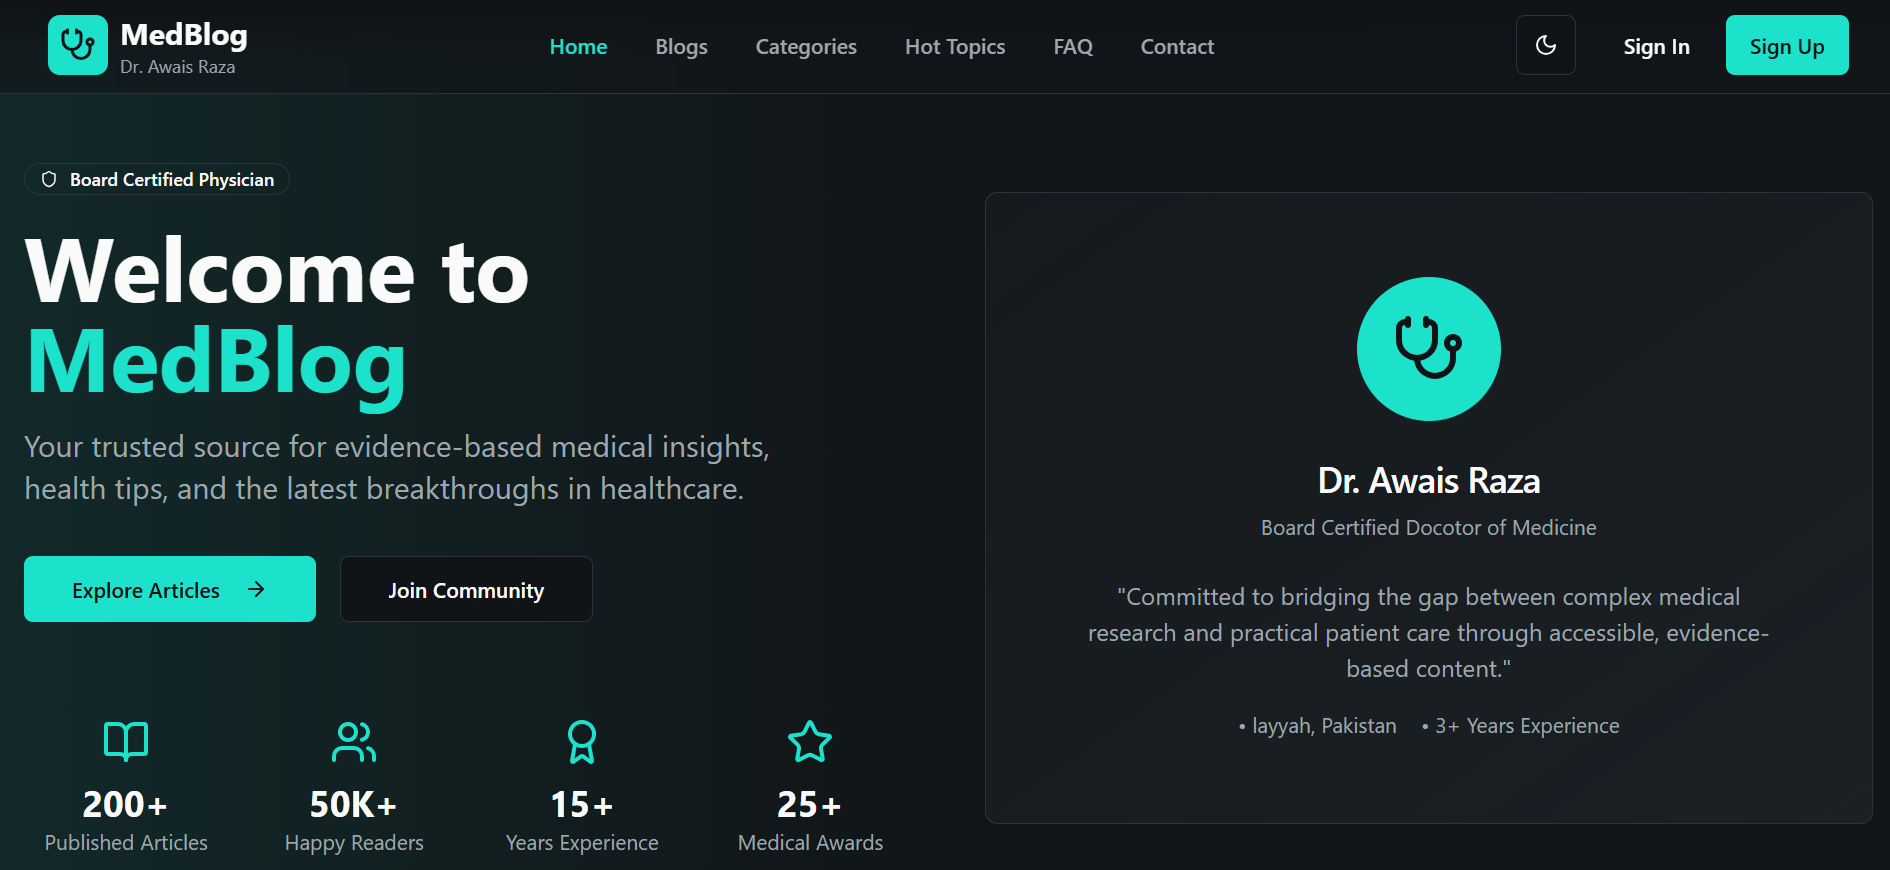 MedBlog
Dr. Awais Raza
Home
Blogs
Categories
Hot Topics
FAQ
Contact
Sign In
Sign Up
Board Certified Physician
Welcome to
MedBlog
Your trusted source for evidence-based medical insights,
health tips, and the latest breakthroughs in healthcare.
Explore Articles
Join Community
200+
Published Articles
50K+
Happy Readers
15+
Years Experience
25+
Medical Awards
Dr. Awais Raza
Board Certified Docotor of Medicine
"Committed to bridging the gap between complex medical
research and practical patient care through accessible, evidence-
based content."
• layyah, Pakistan
• 3+ Years Experience